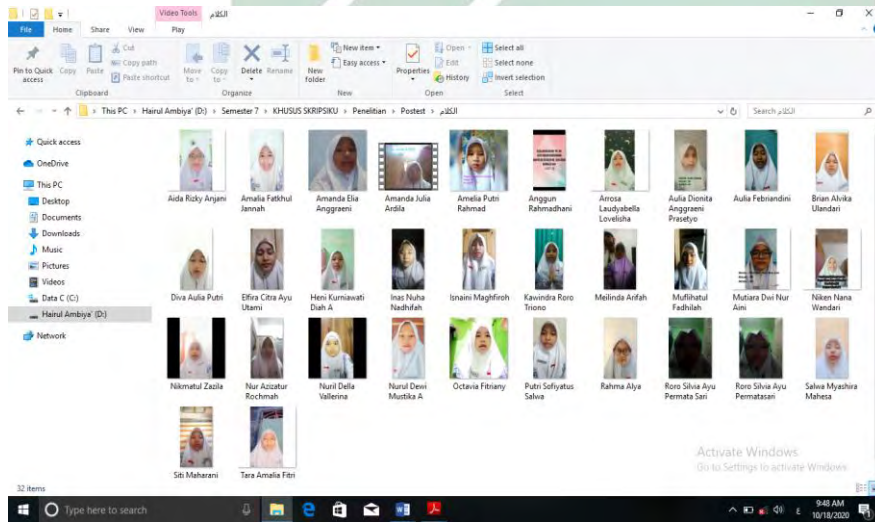 Video Tools
الكلام
File
Home
Share
View
Play
Pin to Quick access
Copy
Paste
Cut
Copy path
Paste shortcut
Clipboard
Move to
Copy to
Delete
Rename
Organize
New folder
New item
Easy access
New
Properties
Open
Edit
History
Open
Select all
Select none
Invert selection
Select
This PC > Hairul Ambiya' (D:) > Semester 7 > KHUSUS SKRIPSIKU > Penelitian > Postest > الكلام
Search الكلام
Quick access
OneDrive
This PC
Desktop
Documents
Downloads
Music
Pictures
Videos
Data C (C:)
Hairul Ambiya' (D:)
Network
Aida Rizky Anjani
Amalia Fatkhul Jannah
Amanda Elia Anggraeni
Amanda Julia Ardila
Amelia Putri Rahmad
Anggun Rahmadhani
Arrosa Laudyabella Lovelisha
Aulia Dionita Anggraeni Prasetyo
Aulia Febriandini
Brian Alvika Ulandari
Diva Aulia Putri
Elfira Citra Ayu Utami
Heni Kurniawati Diah A
Inas Nuha Nadhifah
Isnaini Maghfiroh
Kawindra Roro Triono
Meilinda Arifah
Muflihatul Fadhilah
Mutiara Dwi Nur Aini
Niken Nana Wandari
Nikmatul Zazila
Nur Azizatur Rochmah
Nuril Della Vallerina
Nurul Dewi Mustika A
Octavia Fitriany
Putri Sofiyatus Salwa
Rahma Alya
Roro Silvia Ayu Permata Sari
Roro Silvia Ayu Permatasari
Salwa Myashira Mahesa
Siti Maharani
Tara Amalia Fitri
Activate Windows
Go to Settings to activate Windows.
32 items
Type here to search
9:48 AM
10/18/2020